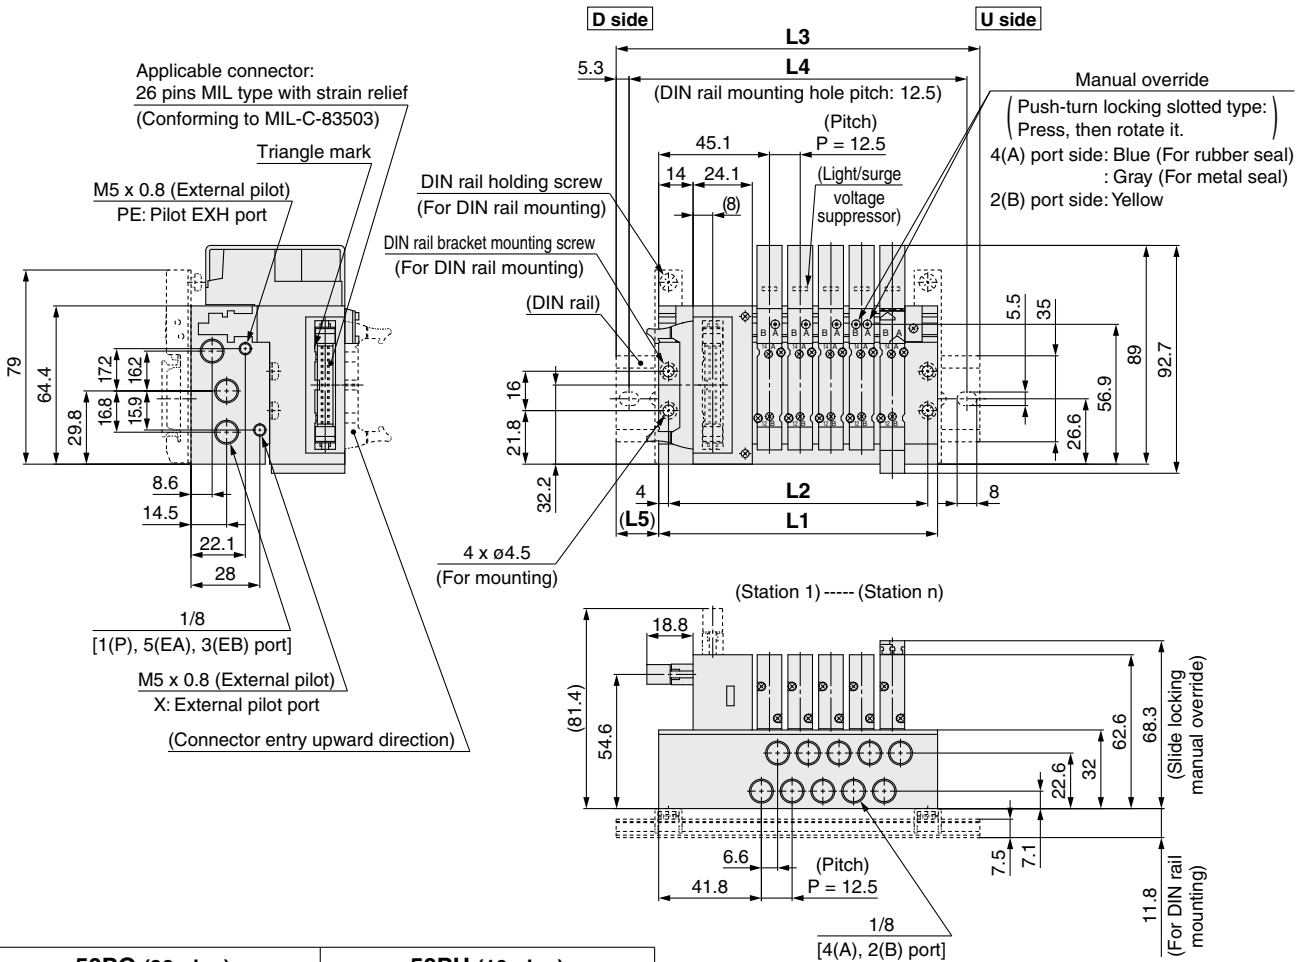 D side
U side
L3
5.3
L4
(DIN rail mounting hole pitch: 12.5)
Applicable connector:
26 pins MIL type with strain relief
(Conforming to MIL-C-83503)
Triangle mark
M5 x 0.8 (External pilot)
PE: Pilot EXH port
Manual override
(Push-turn locking slotted type:
Press, then rotate it.)
4(A) port side: Blue (For rubber seal)
: Gray (For metal seal)
2(B) port side: Yellow
(Pitch)
45.1
P = 12.5
14
24.1
(8)
(Light/surge
voltage
suppressor)
DIN rail holding screw
(For DIN rail mounting)
DIN rail bracket mounting screw
(For DIN rail mounting)
(DIN rail)
79
64.4
29.8
17.2
16.2
16.8
15.9
8.6
14.5
22.1
28
16
21.8
32.2
B A
B A
B A
B A
B A
5.5
35
89
92.7
56.9
26.6
4
L2
8
(L5)
L1
4 x ø4.5
(For mounting)
1/8
[1(P), 5(EA), 3(EB) port]
M5 x 0.8 (External pilot)
X: External pilot port
(Connector entry upward direction)
(Station 1) ----- (Station n)
18.8
(81.4)
54.6
22.6
32
62.6
68.3
(Slide locking
manual override)
7.5
7.1
11.8
(For DIN rail
mounting)
6.6
(Pitch)
41.8
P = 12.5
1/8
[4(A), 2(B) port]